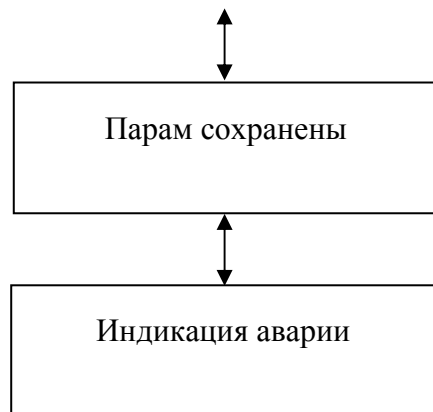 Парам сохранены
Индикация аварии